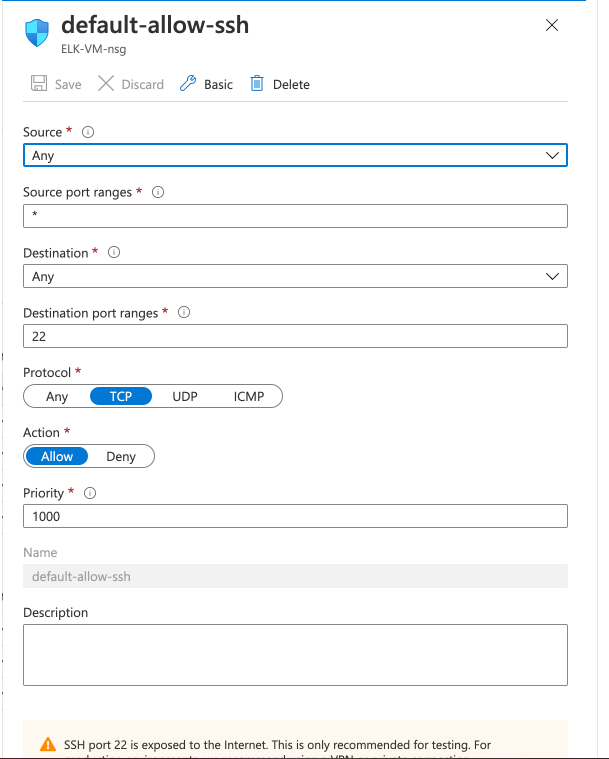 default-allow-ssh
ELK-VM-nsg
Save Discard Basic Delete
Source *
Any
Source port ranges *
*
Destination *
Any
Destination port ranges *
22
Protocol *
Any TCP UDP ICMP
Action *
Allow Deny
Priority *
1000
Name
default-allow-ssh
Description
SSH port 22 is exposed to the Internet. This is only recommended for testing. For